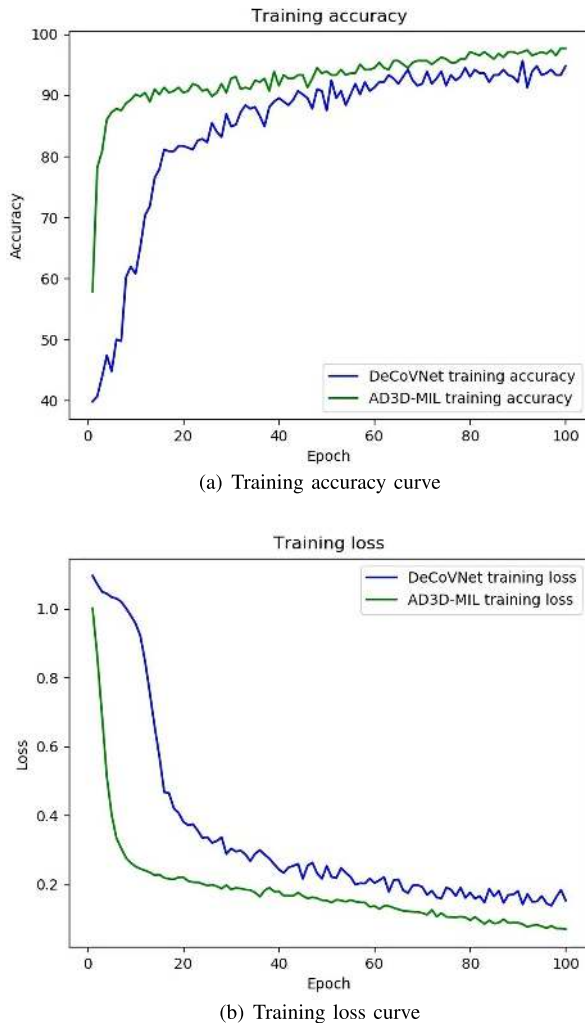 Training accuracy
100
90
80
70
60
50
40
Accuracy
DeCoVNet training accuracy
AD3D-MIL training accuracy
0 20 40 60 80 100
Epoch
(a) Training accuracy curve
Training loss
DeCoVNet training loss
AD3D-MIL training loss
1.0
0.8
0.6
0.4
0.2
Loss
0 20 40 60 80 100
Epoch
(b) Training loss curve